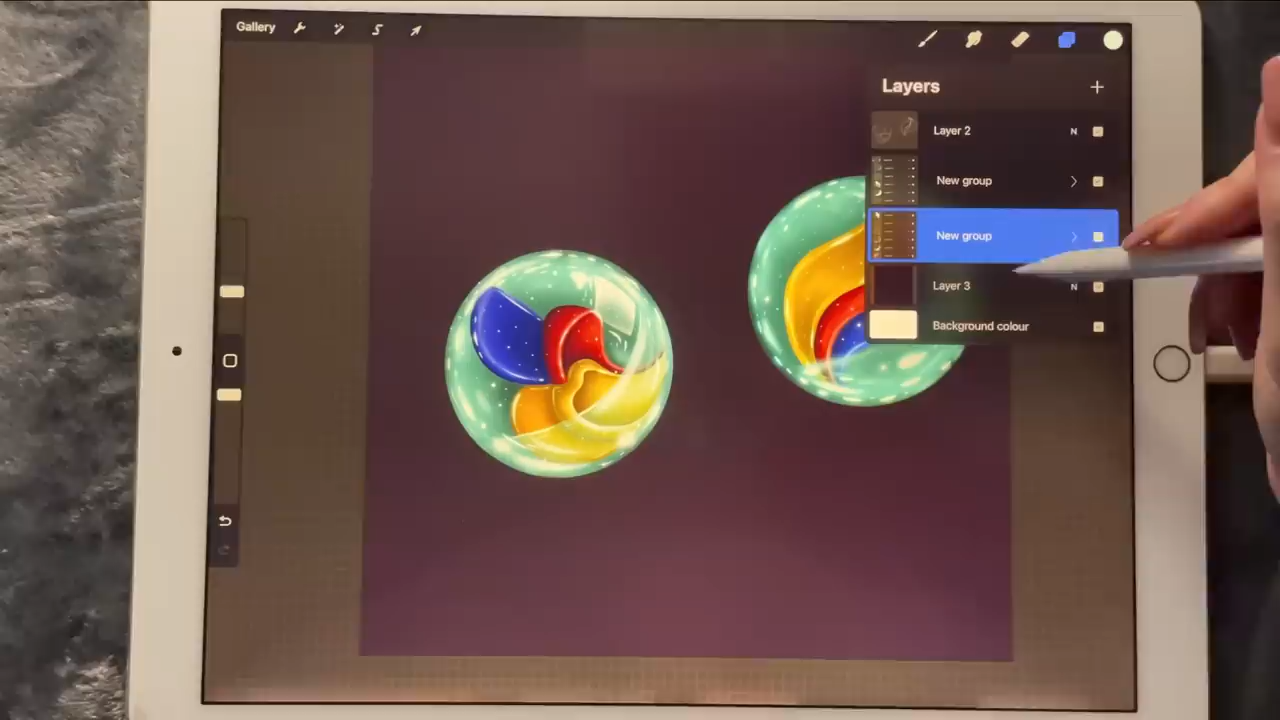 Gallery
Layers
Layer 2 N
New group
New group
Layer 3 N
Background colour